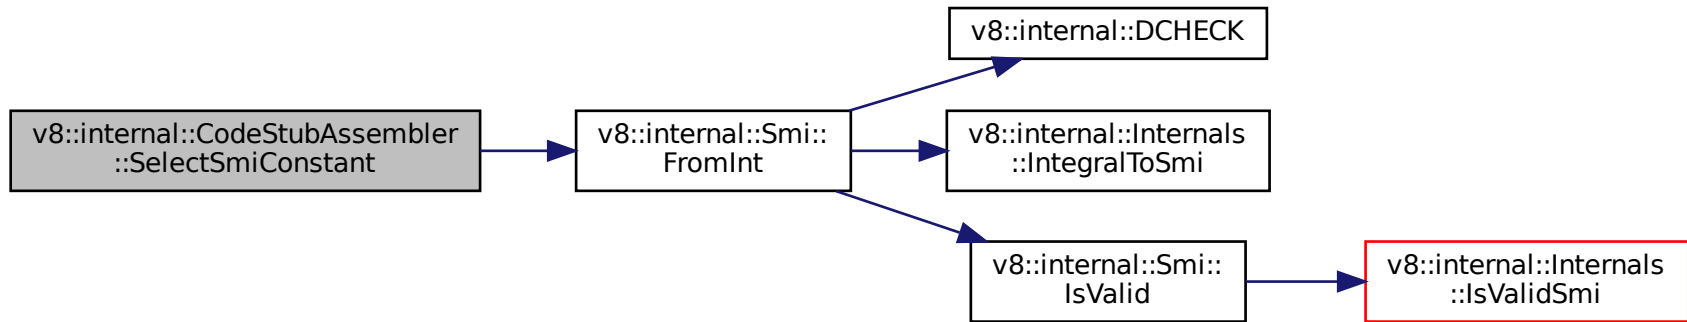 v8::internal::DCHECK
v8::internal::CodeStubAssembler
::SelectSmiConstant
v8::internal::Smi::
FromInt
v8::internal::Internals
::IntegralToSmi
v8::internal::Smi::
IsValid
v8::internal::Internals
::IsValidSmi